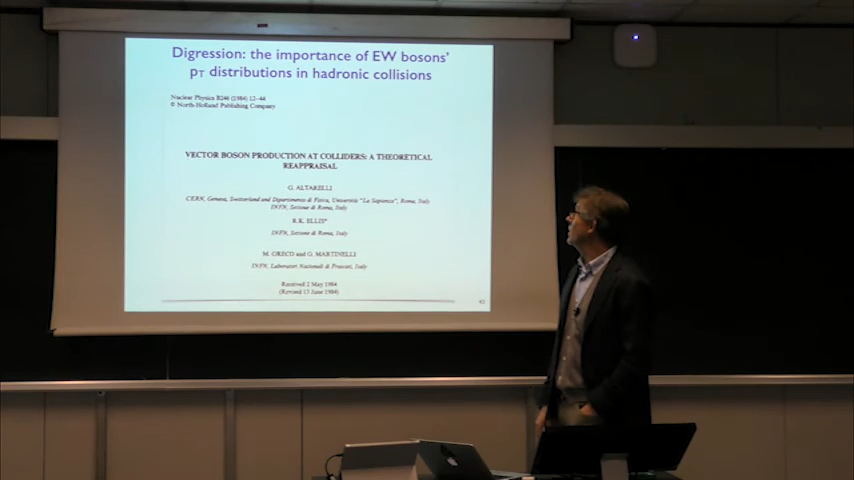 Digression: the importance of EW bosons'
pT distributions in hadronic collisions
Nuclear Physics B246 (1984) 12-44
© North-Holland Publishing Company
VECTOR BOSON PRODUCTION AT COLLIDERS: A THEORETICAL
REAPPRAISAL
G. ALTARELLI
CERN, Geneva, Switzerland and Dipartimento di Fisica, Università "La Sapienza", Roma, Italy
INFN, Sezione di Roma, Italy
R.K. ELLIS*
INFN, Sezione di Roma, Italy
M. GRECO and G. MARTINELLI
INFN, Laboratori Nazionali di Frascati, Italy
Received 2 May 1984
(Revised 13 June 1984)
42